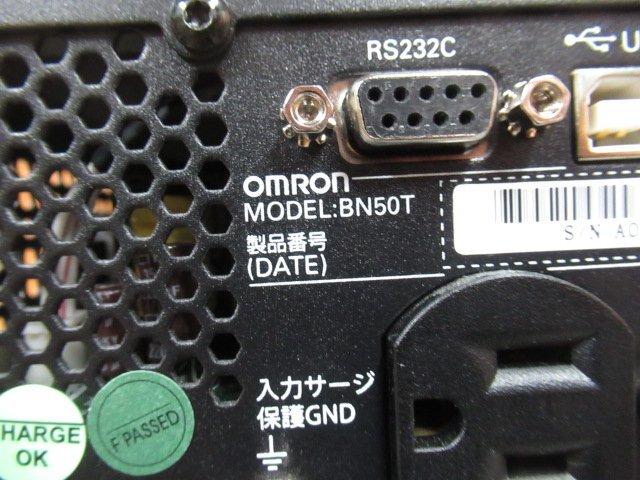 RS232C
U
OMRON
MODEL:BN50T
製品番号
(DATE)
S/N A0
入力サージ
保護GND
HARGE
OK
F PASSED